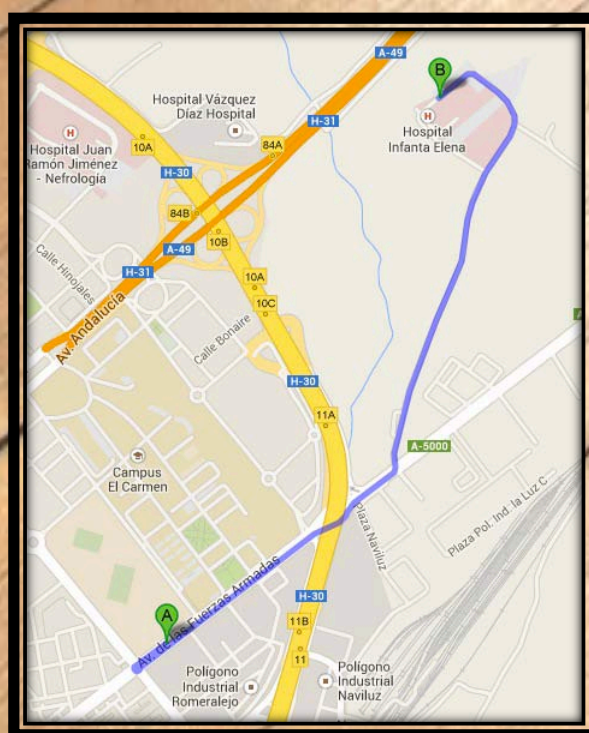 A-49
B
Hospital Vázquez
Díaz Hospital
H-31
H
Hospital
Infanta Elena
H
Hospital Juan
Ramón Jiménez
- Nefrología
10A
84A
H-30
84B
10B
A-49
H-31
Calle Hinojales
Av. Andalucía
10A
10C
Calle Bonaire
H-30
11A
A-5000
Campus
El Carmen
Plaza Naviluz
Plaza Pol. Ind. la Luz C
A
Av. de las Fuerzas Armadas
H-30
11B
11
Polígono
Industrial
Romeralejo
Polígono
Industrial
Naviluz